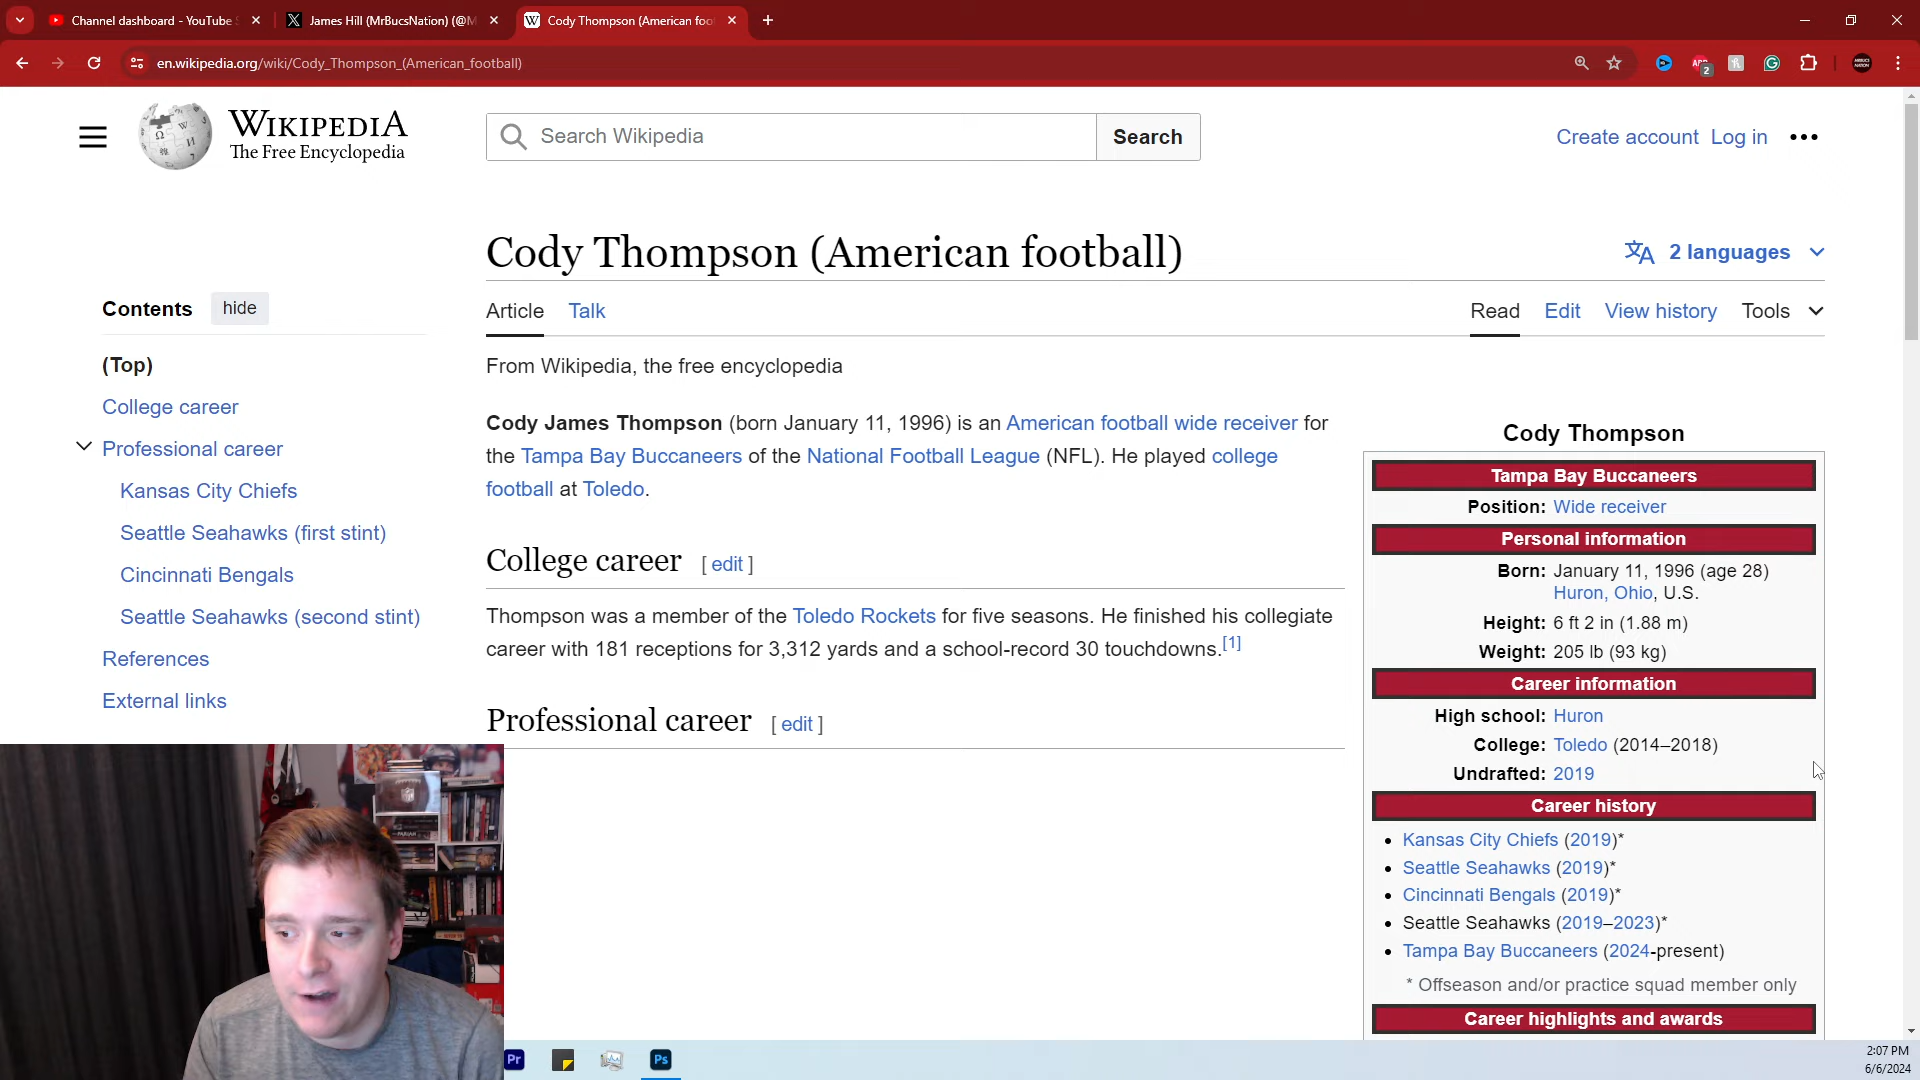 Channel dashboard - YouTube S
James Hill (MrBucsNation) (@M
Cody Thompson (American foo
en.wikipedia.org/wiki/Cody_Thompson_(American_football)
2
WIKIPEDIA
The Free Encyclopedia
Search Wikipedia
Search
Create account Log in
Cody Thompson (American football)
2 languages
Contents hide
Article Talk
Read Edit View history Tools
(Top)
College career
Professional career
Kansas City Chiefs
Seattle Seahawks (first stint)
Cincinnati Bengals
Seattle Seahawks (second stint)
References
External links
From Wikipedia, the free encyclopedia
Cody James Thompson (born January 11, 1996) is an American football wide receiver for
the Tampa Bay Buccaneers of the National Football League (NFL). He played college
football at Toledo.
College career [ edit ]
Thompson was a member of the Toledo Rockets for five seasons. He finished his collegiate
career with 181 receptions for 3,312 yards and a school-record 30 touchdowns.[1]
Professional career [ edit ]
Cody Thompson
Tampa Bay Buccaneers
Position: Wide receiver
Personal information
Born: January 11, 1996 (age 28)
Huron, Ohio, U.S.
Height: 6 ft 2 in (1.88 m)
Weight: 205 lb (93 kg)
Career information
High school: Huron
College: Toledo (2014–2018)
Undrafted: 2019
Career history
Kansas City Chiefs (2019)*
Seattle Seahawks (2019)*
Cincinnati Bengals (2019)*
Seattle Seahawks (2019–2023)*
Tampa Bay Buccaneers (2024-present)
* Offseason and/or practice squad member only
Career highlights and awards
Pr
Ps
2:07 PM
6/6/2024